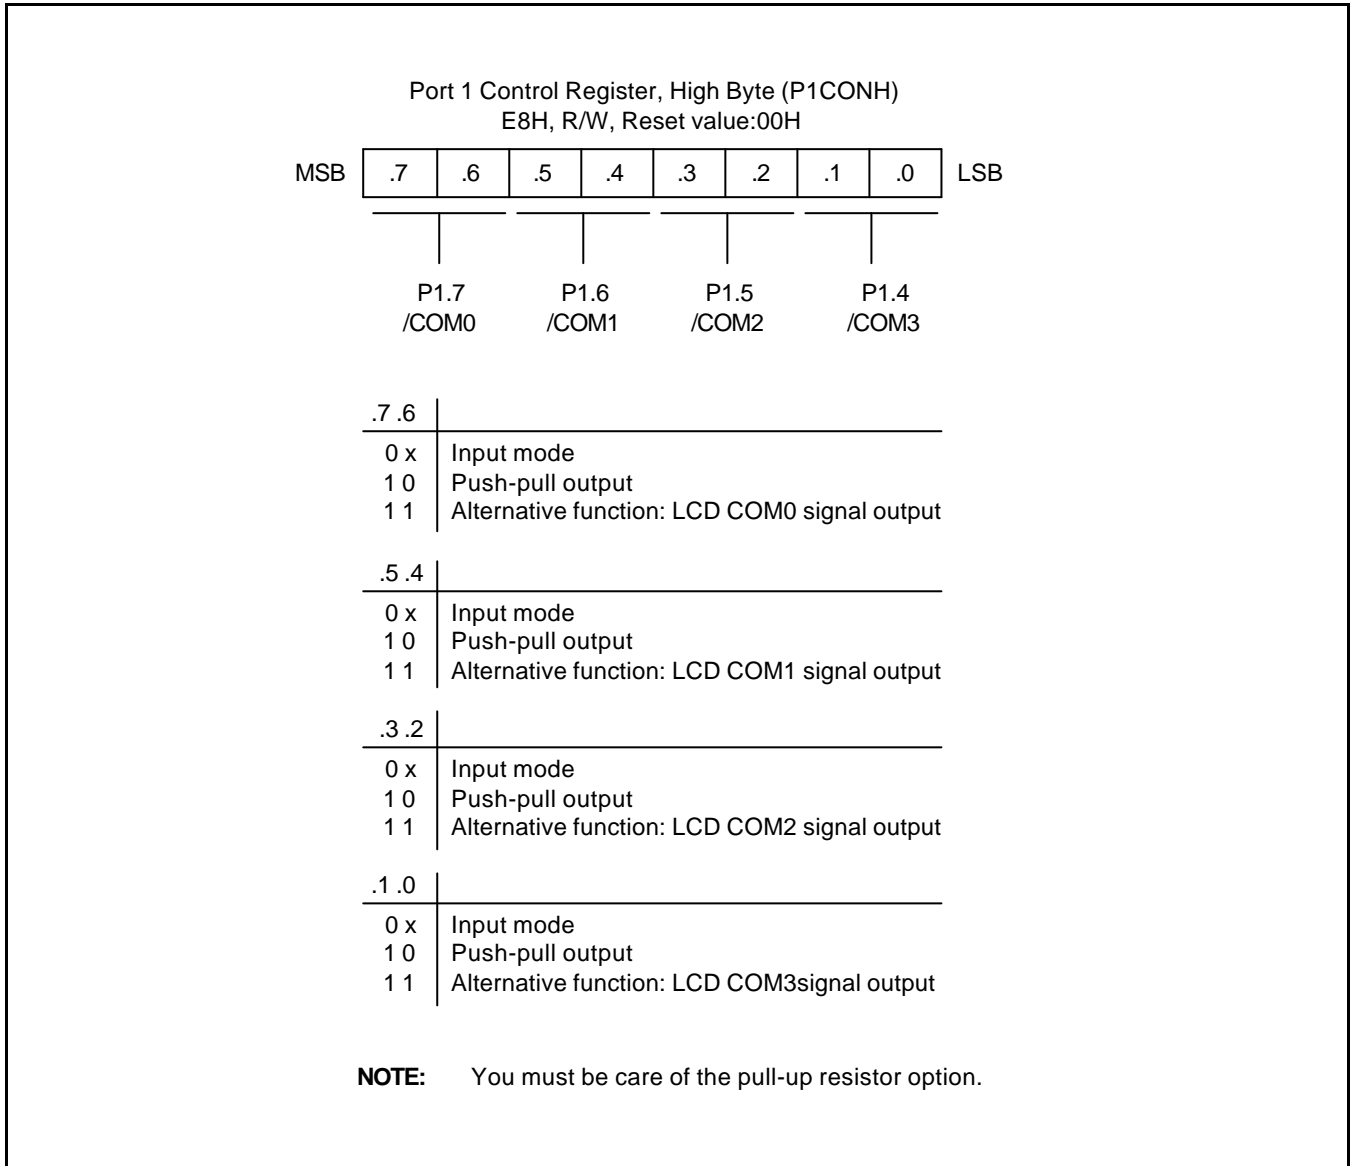 Port 1 Control Register, High Byte (P1CONH)
E8H, R/W, Reset value:00H
MSB .7 .6 .5 .4 .3 .2 .1 .0 LSB
P1.7 P1.6 P1.5 P1.4
/COM0 /COM1 /COM2 /COM3
.7 .6
0 x Input mode
1 0 Push-pull output
1 1 Alternative function: LCD COM0 signal output
.5 .4
0 x Input mode
1 0 Push-pull output
1 1 Alternative function: LCD COM1 signal output
.3 .2
0 x Input mode
1 0 Push-pull output
1 1 Alternative function: LCD COM2 signal output
.1 .0
0 x Input mode
1 0 Push-pull output
1 1 Alternative function: LCD COM3signal output
NOTE: You must be care of the pull-up resistor option.